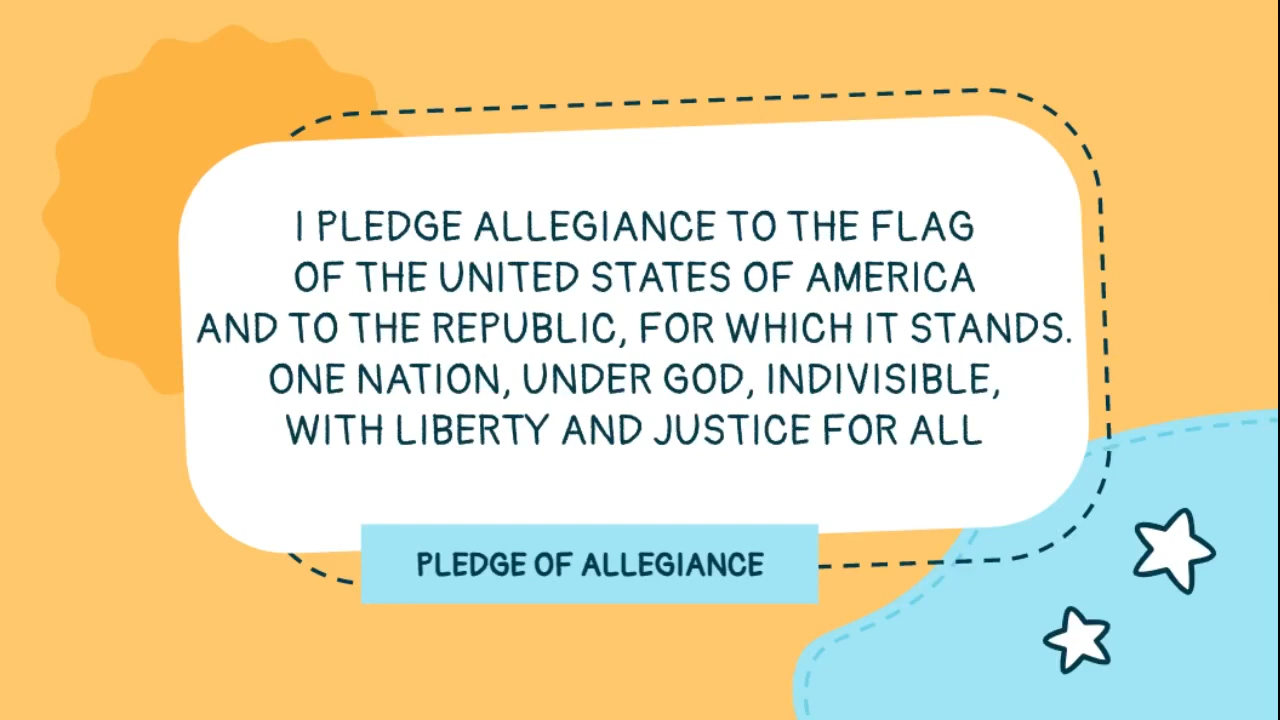 I PLEDGE ALLEGIANCE TO THE FLAG
OF THE UNITED STATES OF AMERICA
AND TO THE REPUBLIC, FOR WHICH IT STANDS.
ONE NATION, UNDER GOD, INDIVISIBLE,
WITH LIBERTY AND JUSTICE FOR ALL
PLEDGE OF ALLEGIANCE